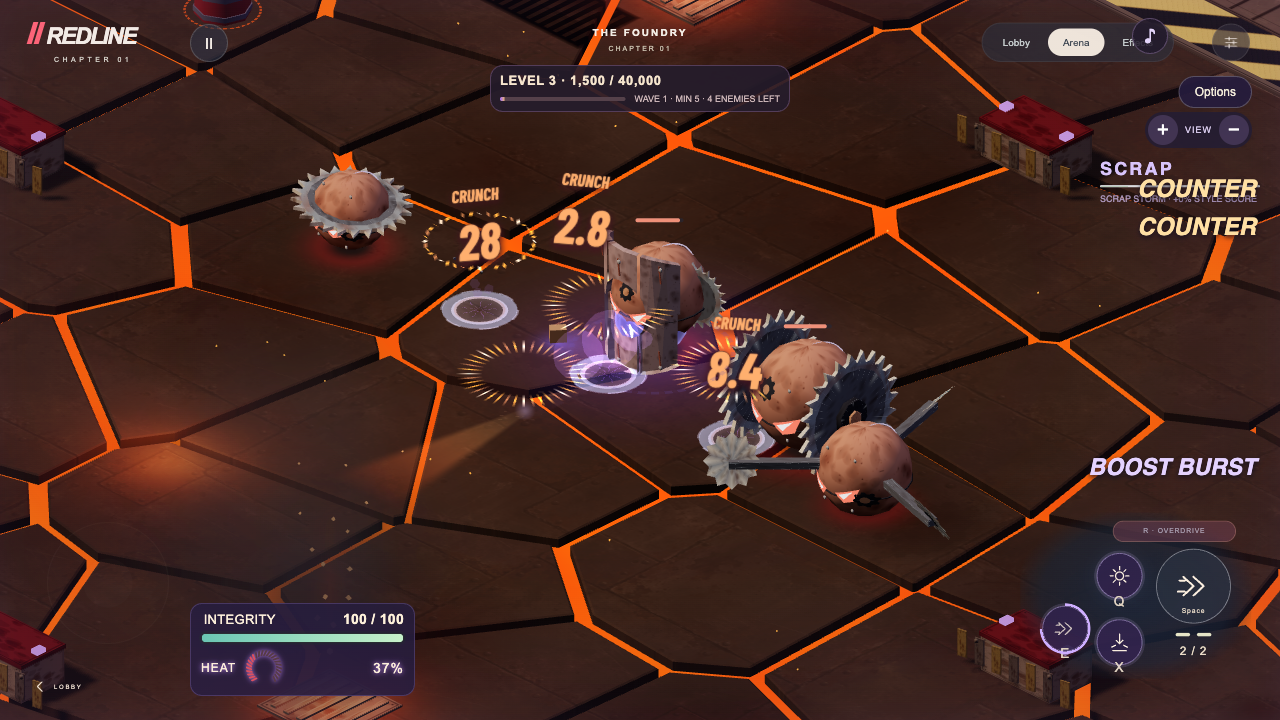 REDLINE
CHAPTER 01
THE FOUNDRY
CHAPTER 01
Lobby
Arena
LEVEL 3 · 1,500 / 40,000
WAVE 1 · MIN 5 · 4 ENEMIES LEFT
Options
+ VIEW −
SCRAP
COUNTER
STYLE SCORE
COUNTER
CRUNCH
28
CRUNCH
2.8
CRUNCH
8.4
BOOST BURST
R · OVERDRIVE
Q
Space
E
X
2 / 2
INTEGRITY 100 / 100
HEAT 37%
LOBBY